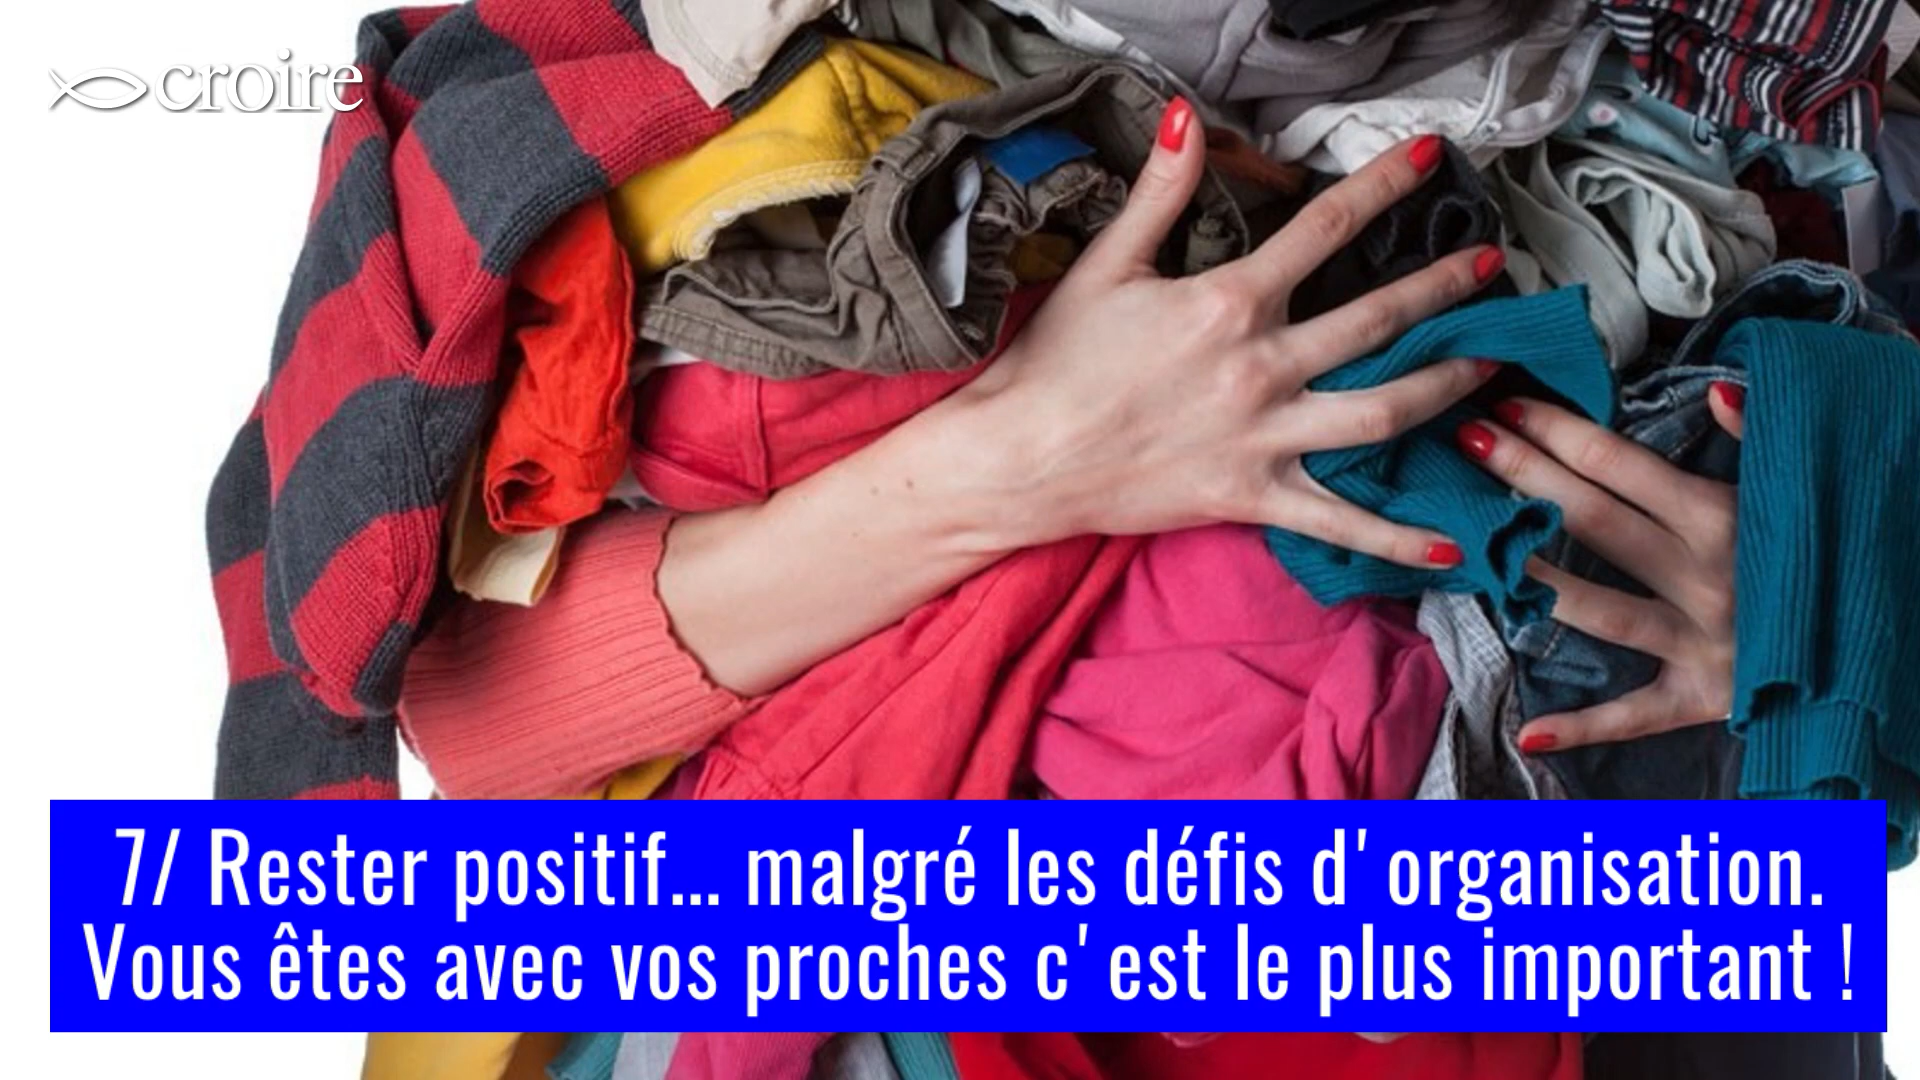 croire
7/ Rester positif... malgré les défis d'organisation.
Vous êtes avec vos proches c'est le plus important !